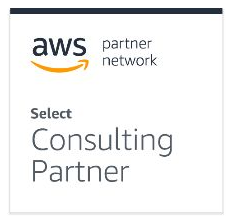 aws
partner
network
Select
Consulting
Partner